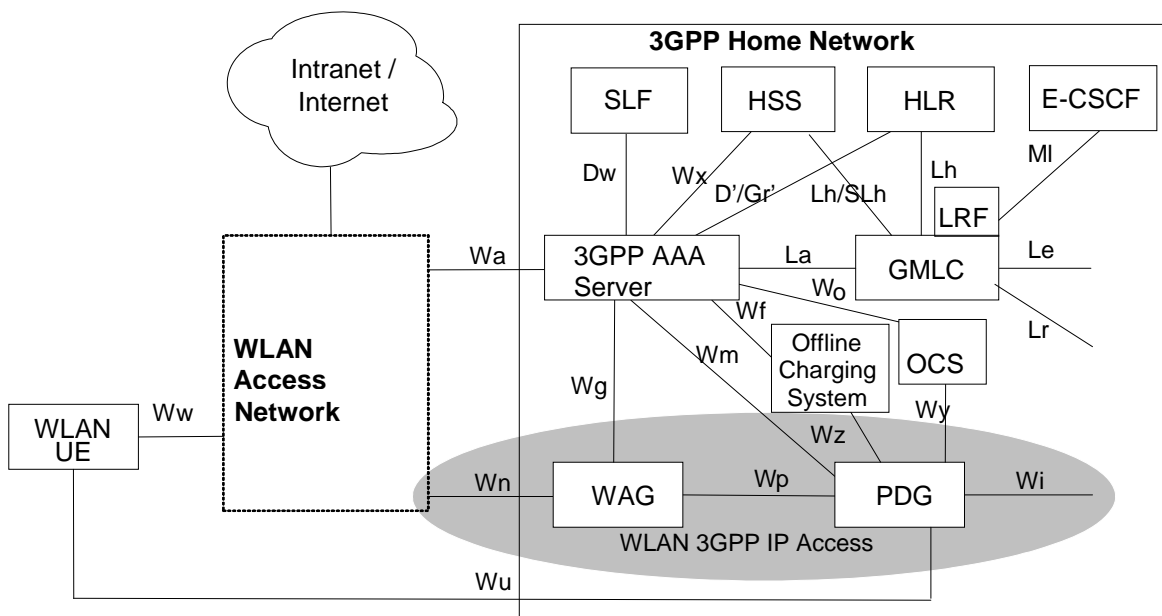 3GPP Home Network
Intranet /
Internet
SLF
HSS
HLR
E-CSCF
Dw
Wx
D’/Gr’
Lh/SLh
Lh
Ml
LRF
Wa
3GPP AAA
Server
La
GMLC
Le
Wo
Wf
Lr
WLAN
Access
Network
Wm
Offline
Charging
System
OCS
Wg
Wy
Ww
WLAN
UE
Wz
Wn
WAG
Wp
PDG
Wi
WLAN 3GPP IP Access
Wu